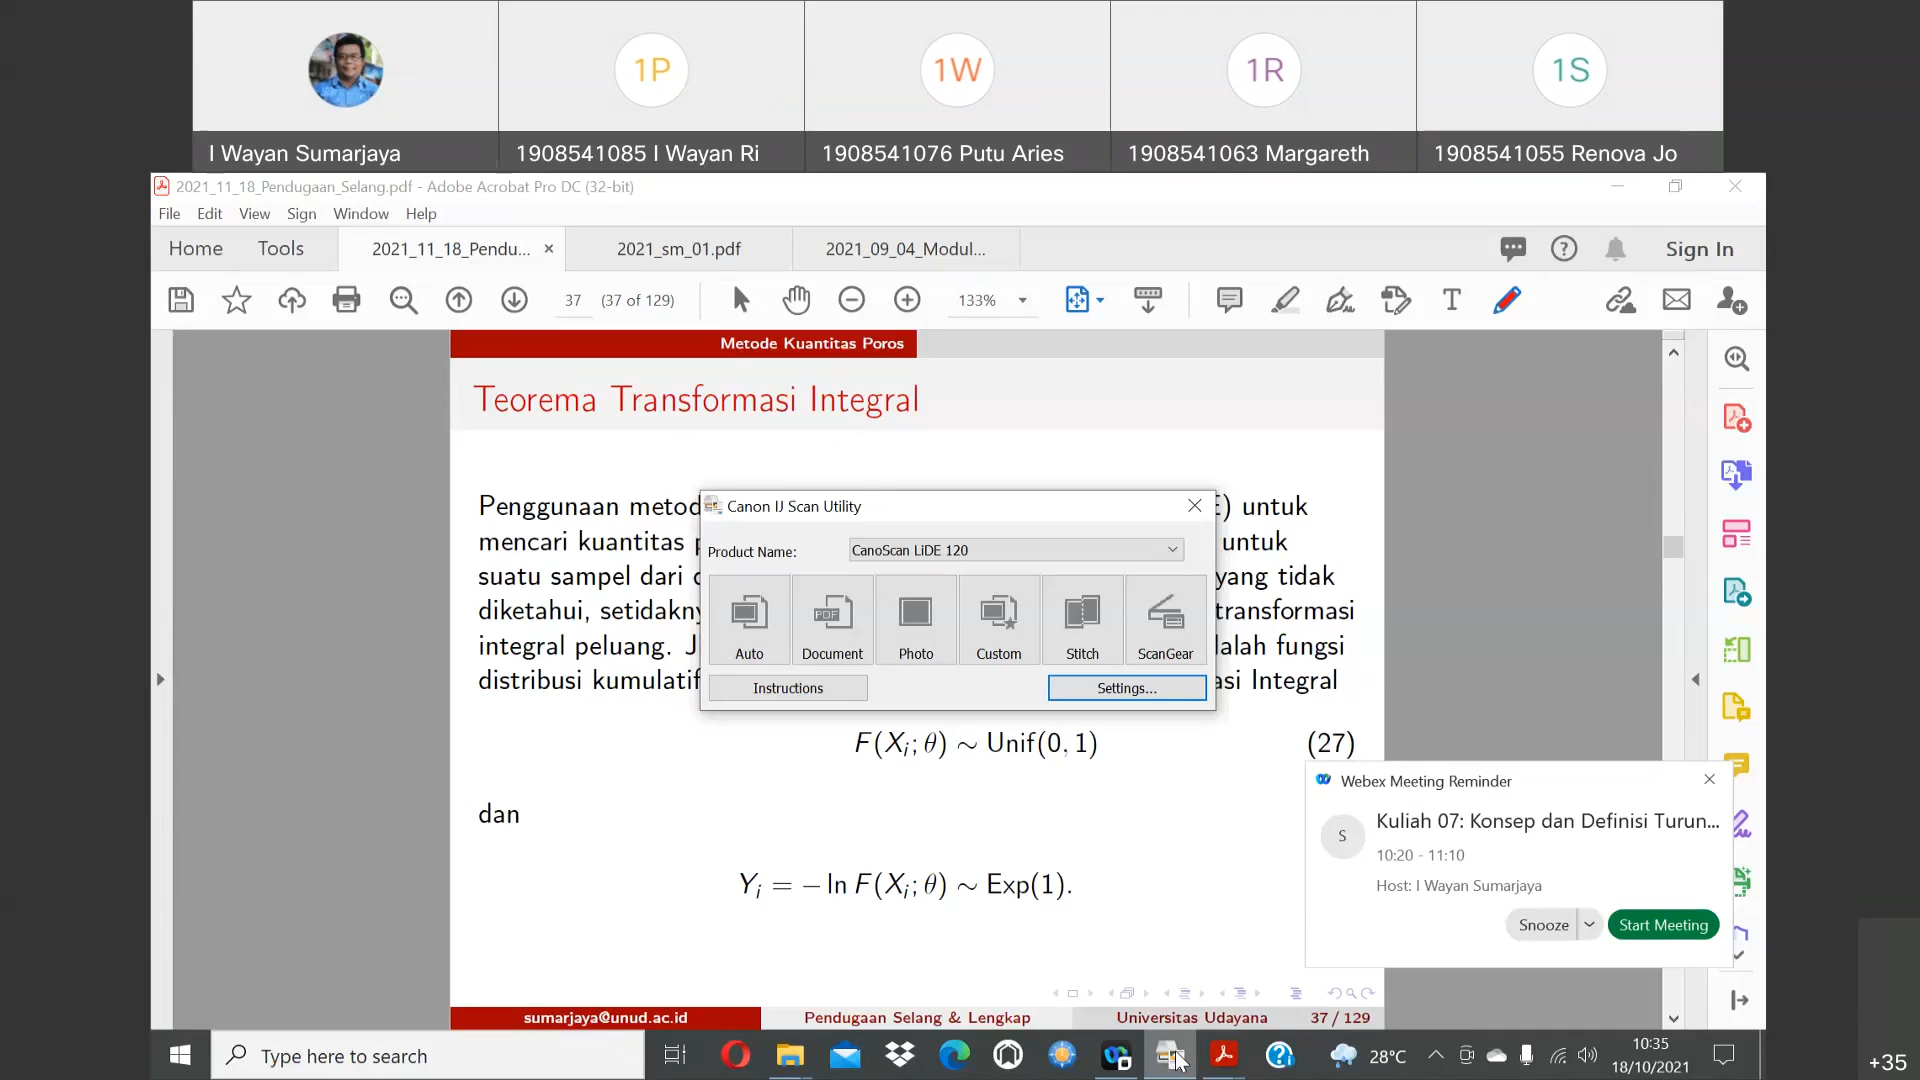 1P
1W
1R
1S
I Wayan Sumarjaya
1908541085 I Wayan Ri
1908541076 Putu Aries
1908541063 Margareth
1908541055 Renova Jo
2021_11_18_Pendugaan_Selang.pdf - Adobe Acrobat Pro DC (32-bit)
File Edit View Sign Window Help
Home Tools 2021_11_18_Pendu... × 2021_sm_01.pdf 2021_09_04_Modul... Sign In
37 (37 of 129) 133%
Metode Kuantitas Poros
Teorema Transformasi Integral
Penggunaan metod E) untuk
mencari kuantitas untuk
suatu sampel dari yang tidak
diketahui, setidakny transformasi
integral peluang. J alah fungsi
distribusi kumulatif asi Integral
Canon IJ Scan Utility
Product Name: CanoScan LiDE 120
PDF
Auto Document Photo Custom Stitch ScanGear
Instructions Settings...
F(Xᵢ; θ) ∼ Unif(0, 1) (27)
dan
Yᵢ = − ln F(Xᵢ; θ) ∼ Exp(1).
Webex Meeting Reminder
S
Kuliah 07: Konsep dan Definisi Turun...
10:20 - 11:10
Host: I Wayan Sumarjaya
Snooze Start Meeting
sumarjaya@unud.ac.id Pendugaan Selang & Lengkap Universitas Udayana 37 / 129
Type here to search
28°C
10:35
18/10/2021
+35